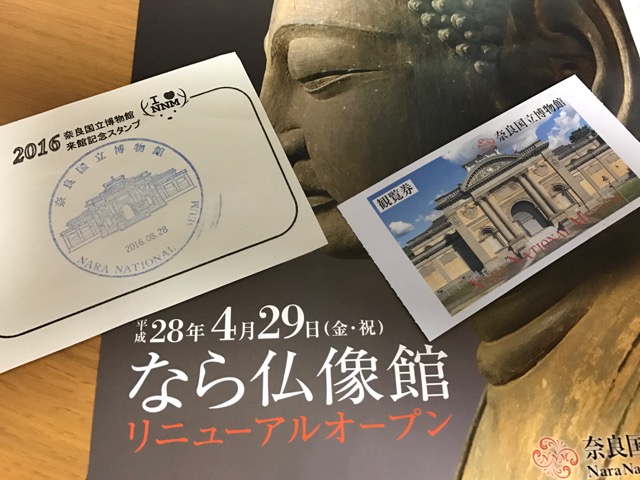 2016
奈良国立博物館
来館記念スタンプ
I
NNM
奈良国立博物館
2016.08.28
NARA NATIONAL
SEUM
奈良国立博物館
観覧券
NATIONAL
平成28年4月29日(金・祝)
なら仏像館
リニューアルオープン
NNM
奈良国
Nara Na